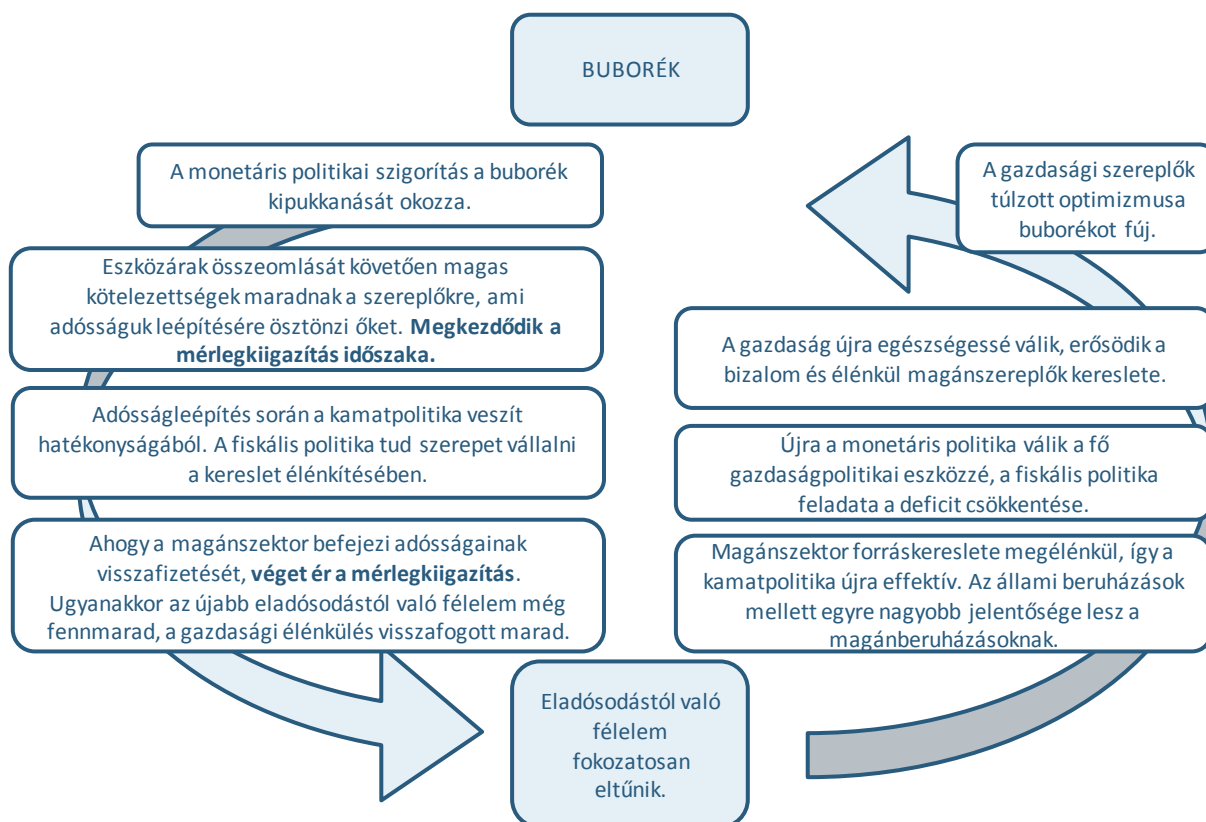 BUBORÉK
A monetáris politikai szigorítás a buborék
kipukkanását okozza.
Eszközárak összeomlását követően magas
kötelezettségek maradnak a szereplőkre, ami
adósságuk leépítésére ösztönzi őket. Megkezdődik a
mérlegkiigazítás időszaka.
Adósságleépítés során a kamatpolitika veszít
hatékonyságából. A fiskális politika tud szerepet vállalni
a kereslet élénkítésében.
Ahogy a magánszektor befejezi adósságainak
visszafizetését, véget ér a mérlegkiigazítás.
Ugyanakkor az újabb eladósodástól való félelem még
fennmarad, a gazdasági élénkülés visszafogott marad.
Eladósodástól való
félelem
fokozatosan
eltűnik.
Magánszektor forráskereslete megélénkül, így a
kamatpolitika újra effektív. Az állami beruházások
mellett egyre nagyobb jelentősége lesz a
magánberuházásoknak.
Újra a monetáris politika válik a fő
gazdaságpolitikai eszközzé, a fiskális politika
feladata a deficit csökkentése.
A gazdaság újra egészségessé válik, erősödik a
bizalom és élénkül magánszereplők kereslete.
A gazdasági szereplők
túlzott optimizmusa
buborékot fúj.